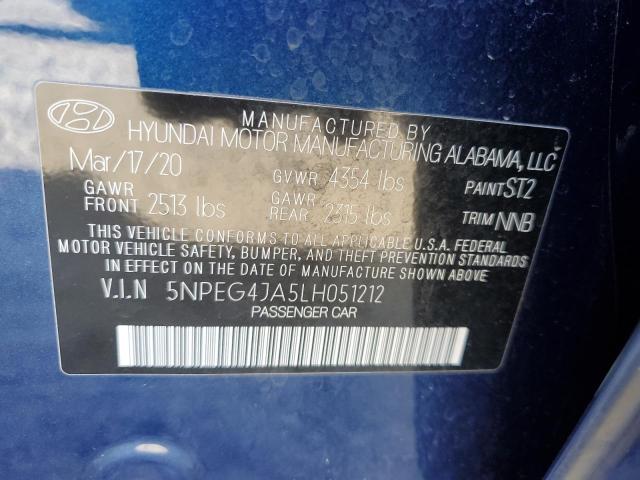 MANUFACTURED BY
HYUNDAI MOTOR MANUFACTURING ALABAMA, LLC
Mar/17/20 GVWR 4354 lbs PAINT ST2
GAWR FRONT 2513 lbs GAWR REAR 2315 lbs TRIM NNB
THIS VEHICLE CONFORMS TO ALL APPLICABLE U.S.A. FEDERAL
MOTOR VEHICLE SAFETY, BUMPER, AND THEFT PREVENTION STANDARDS
IN EFFECT ON THE DATE OF MANUFACTURE SHOWN ABOVE.
V.I.N 5NPEG4JA5LH051212
PASSENGER CAR